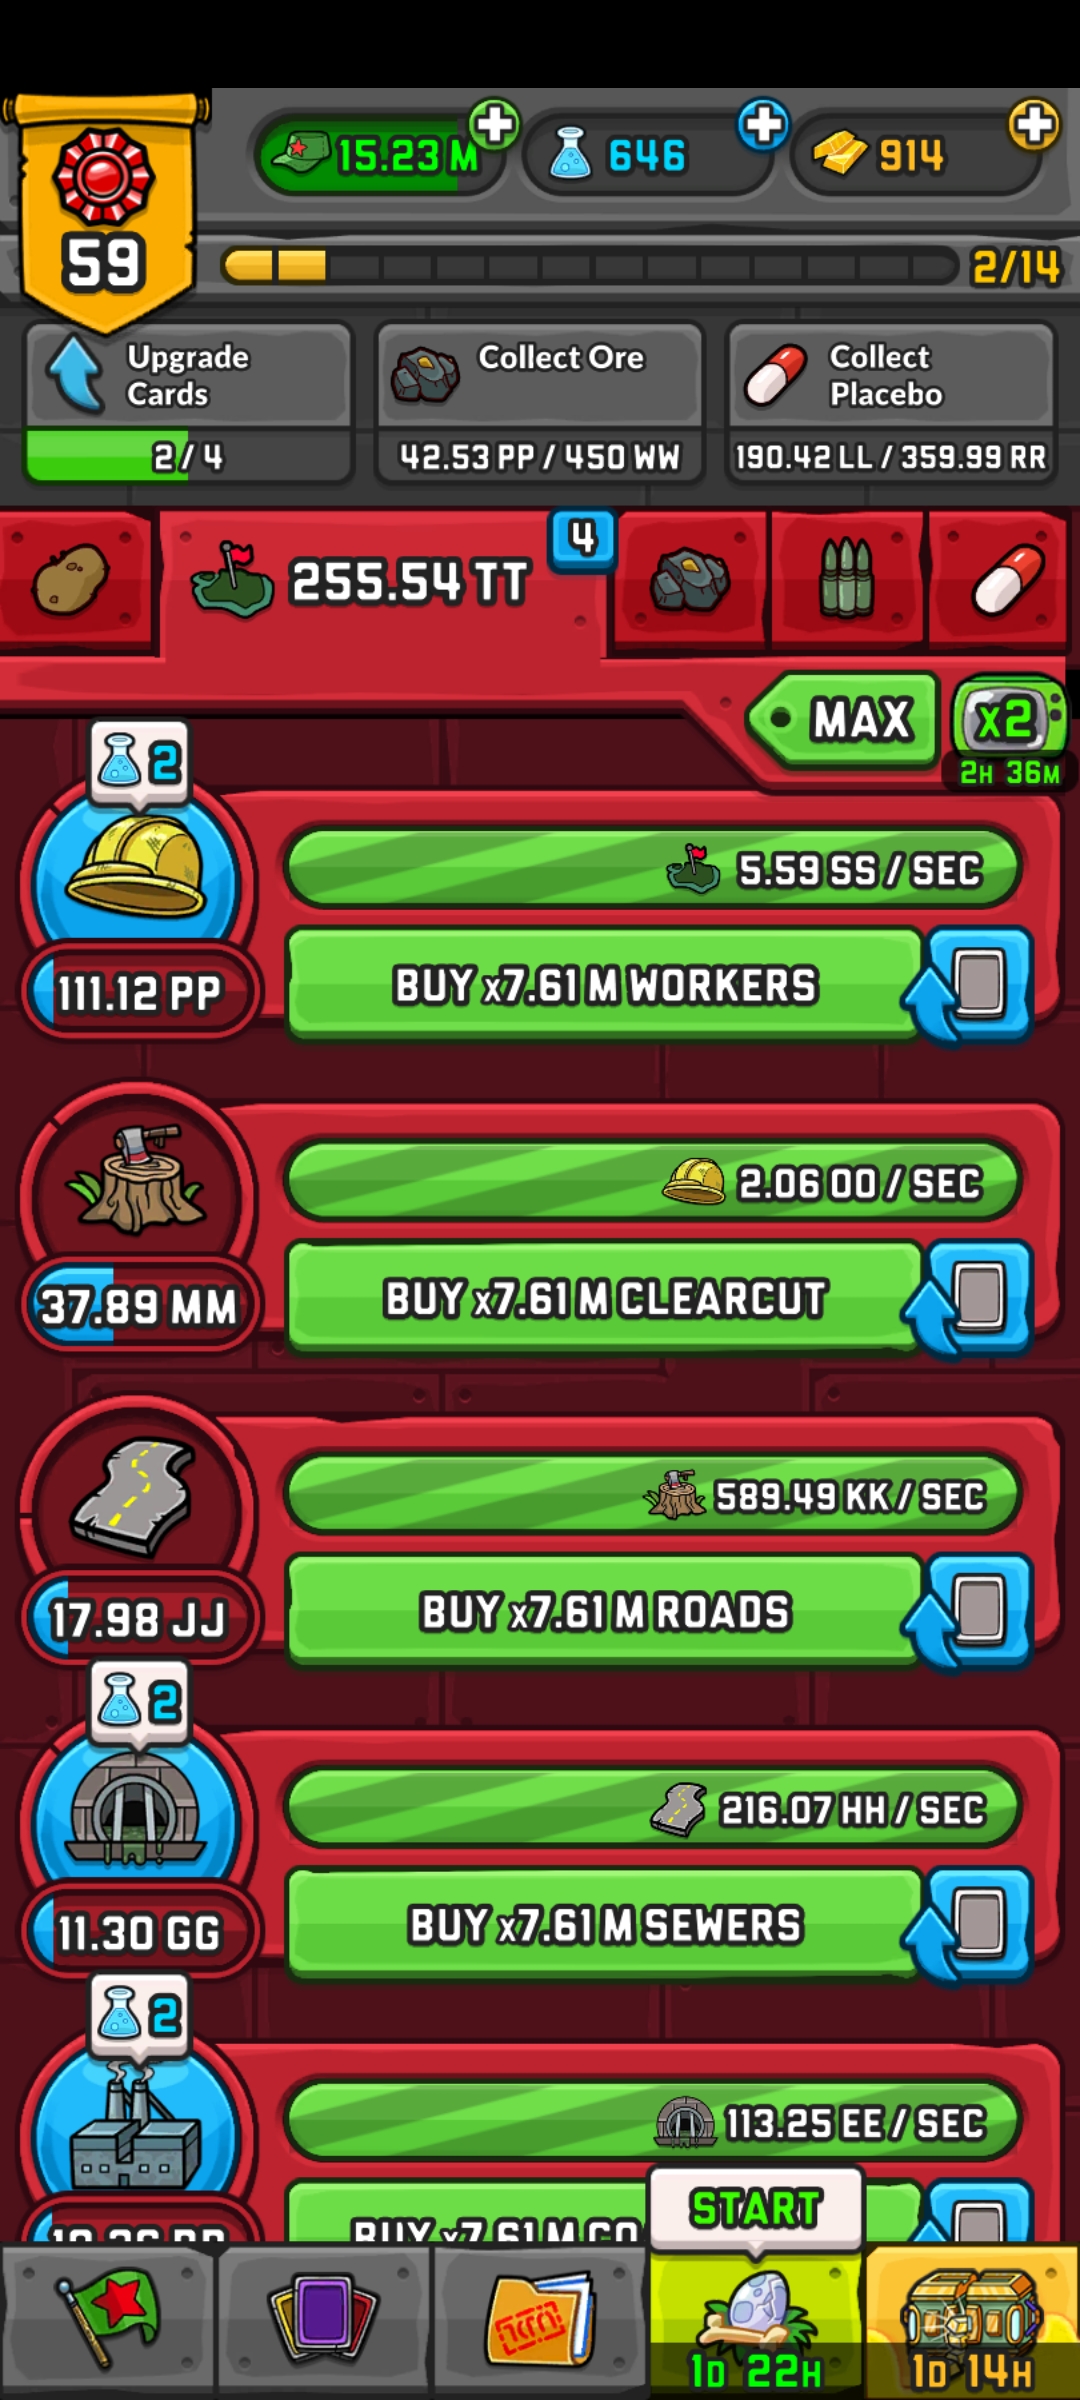 15.23 M
646
914
59
2/14
Upgrade
Cards
2/4
Collect Ore
42.53 PP / 450 WW
Collect
Placebo
190.42 LL / 359.99 RR
255.54 TT
4
MAX
x2
2H 36M
2
5.59 SS / SEC
111.12 PP
BUY x7.61 M WORKERS
2.06 OO / SEC
37.89 MM
BUY x7.61 M CLEARCUT
589.49 KK / SEC
17.98 JJ
BUY x7.61 M ROADS
2
216.07 HH / SEC
11.30 GG
BUY x7.61 M SEWERS
2
113.25 EE / SEC
BUY x7.61 M CO
START
1D 22H
1D 14H